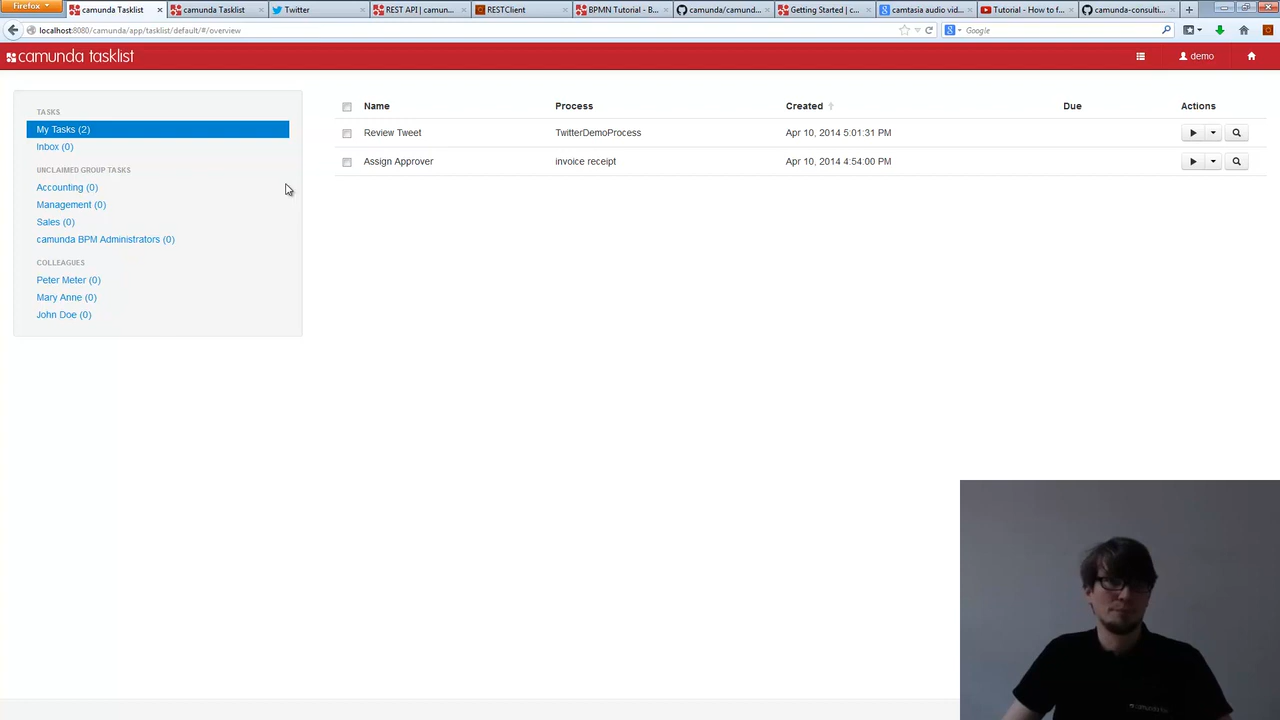 Firefox
camunda Tasklist
camunda Tasklist
Twitter
REST API | camun...
RESTClient
BPMN Tutorial - B...
camunda/camund...
Getting Started | c...
camtasia audio vid...
Tutorial - How to f...
camunda-consulti...
localhost:8080/camunda/app/tasklist/default/#/overview
Google
camunda tasklist
demo
TASKS
My Tasks (2)
Inbox (0)
UNCLAIMED GROUP TASKS
Accounting (0)
Management (0)
Sales (0)
camunda BPM Administrators (0)
COLLEAGUES
Peter Meter (0)
Mary Anne (0)
John Doe (0)
Name Process Created Due Actions
Review Tweet TwitterDemoProcess Apr 10, 2014 5:01:31 PM
Assign Approver invoice receipt Apr 10, 2014 4:54:00 PM